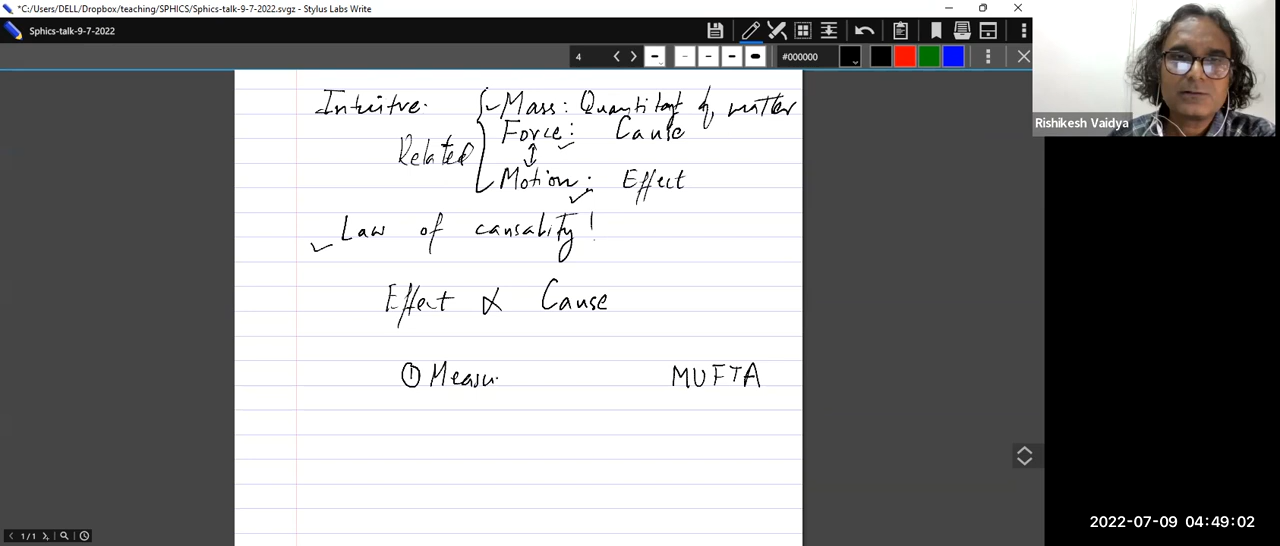 *C:/Users/DELL/Dropbox/teaching/SPHICS/Sphics-talk-9-7-2022.svgz - Stylus Labs Write
Sphics-talk-9-7-2022
4
#000000
Rishikesh Vaidya
Intuitve. Mass: of matter
Related Force: Cause
Motion: Effect
Law of causality!
Effect ∝ Cause
① Measu MUFTA
1/1
2022-07-09 04:49:02